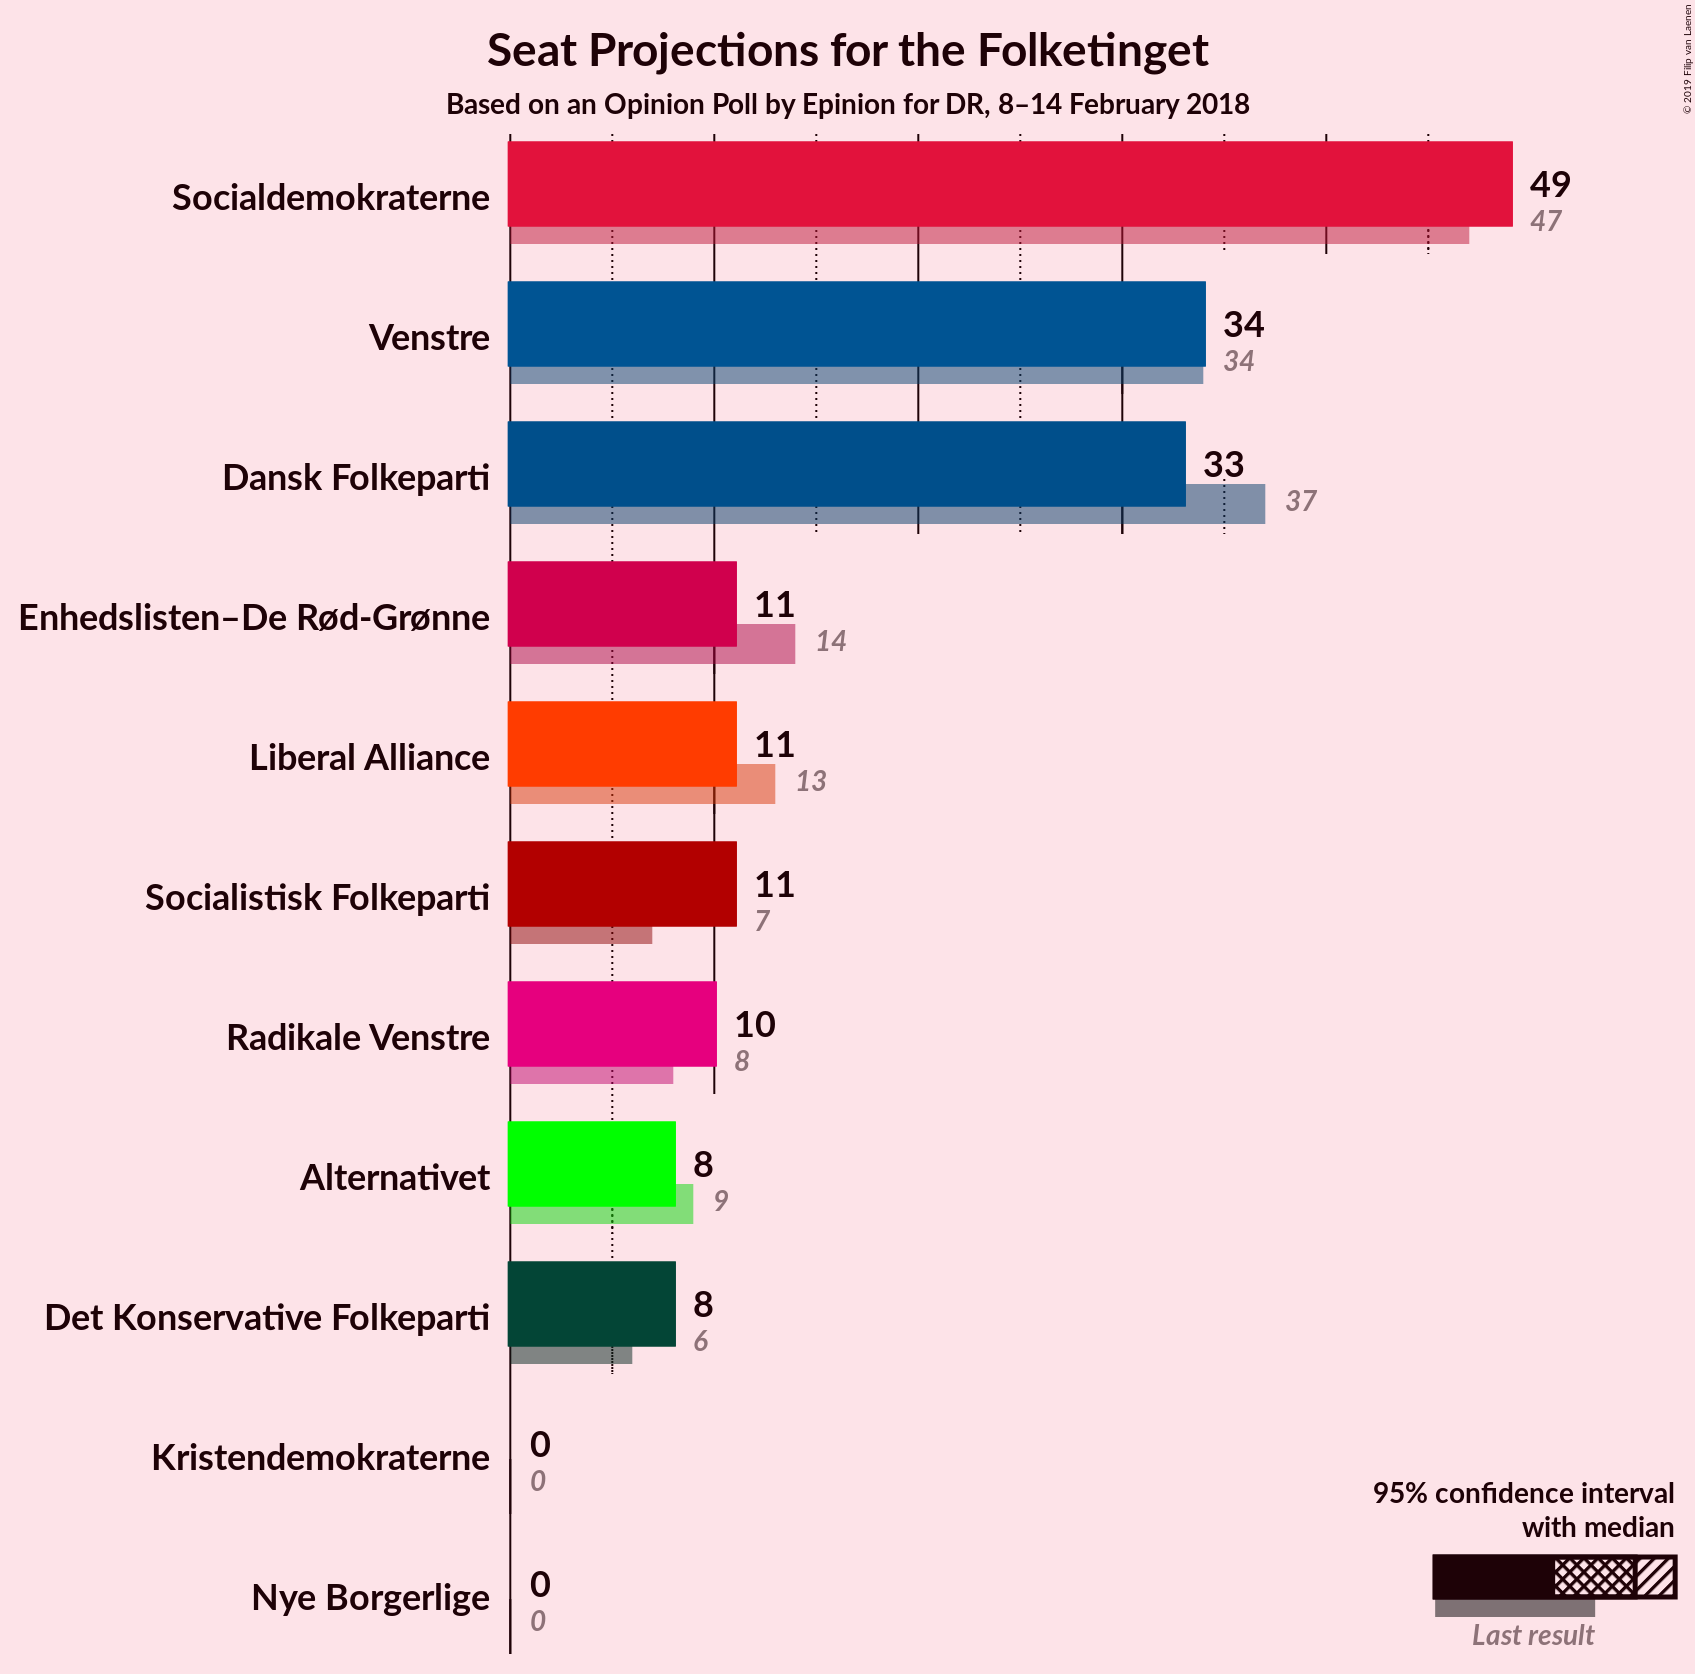 Seat Projections for the Folketinget
Based on an Opinion Poll by Epinion for DR, 8–14 February 2018
© 2019 Filip van Laenen
Socialdemokraterne
49
47
Venstre
34
34
Dansk Folkeparti
33
37
Enhedslisten–De Rød-Grønne
11
14
Liberal Alliance
11
13
Socialistisk Folkeparti
11
7
Radikale Venstre
10
8
Alternativet
8
9
Det Konservative Folkeparti
8
6
Kristendemokraterne
0
0
Nye Borgerlige
0
0
95% confidence interval
with median
Last result